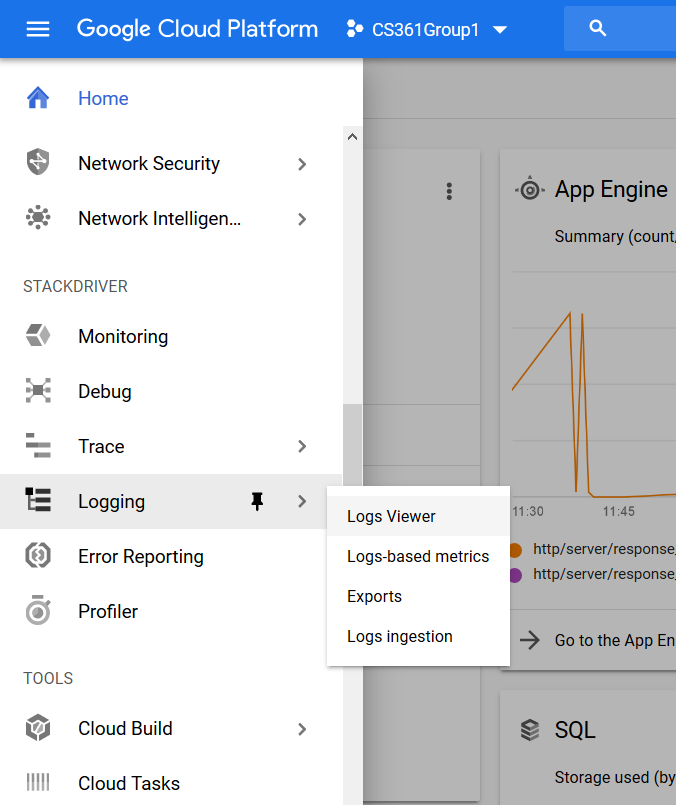 Google Cloud Platform
CS361Group1
Home
Network Security
Network Intelligen...
STACKDRIVER
Monitoring
Debug
Trace
Logging
Error Reporting
Profiler
TOOLS
Cloud Build
Cloud Tasks
Logs Viewer
Logs-based metrics
Exports
Logs ingestion
App Engine
Summary (count,
11:30 11:45
http/server/response_
http/server/response_
Go to the App En
SQL
Storage used (by